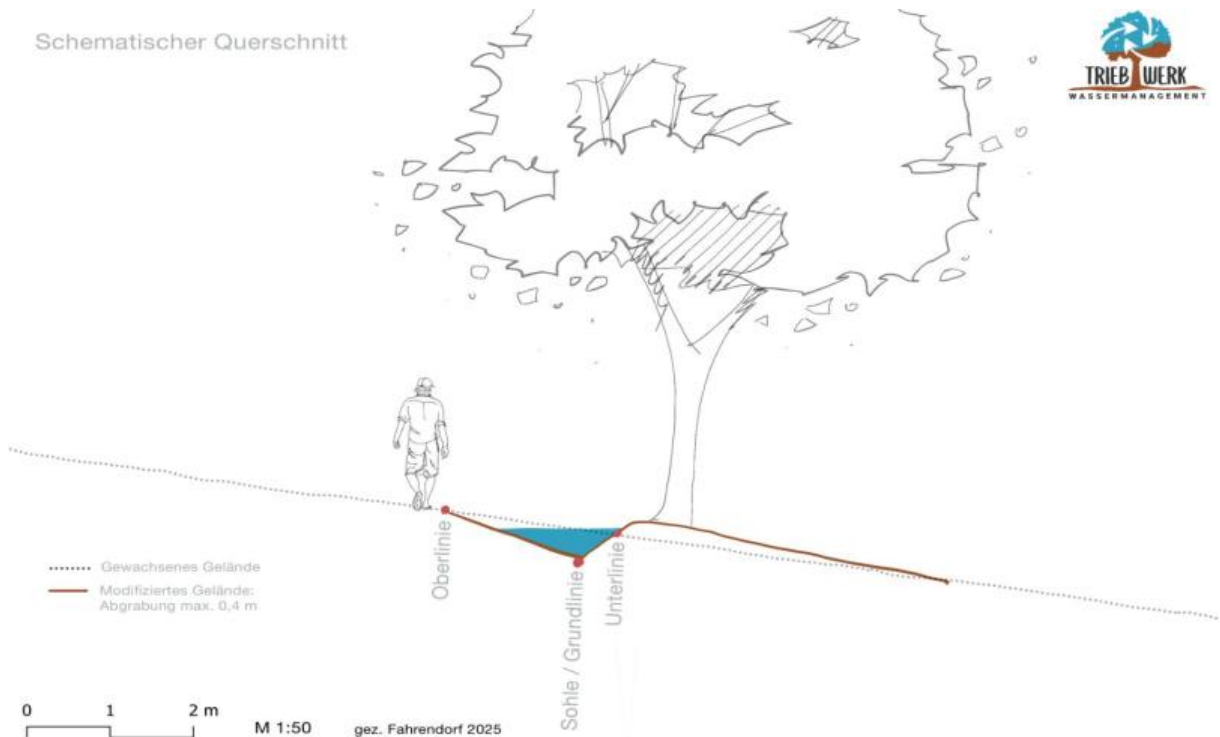 Schematischer Querschnitt
TRIEB WERK
WASSERMANAGEMENT
Oberlinie
Sohle / Grundlinie
Unterlinie
Gewachsenes Gelände
Modifiziertes Gelände:
Abgrabung max. 0,4 m
0 1 2 m
M 1:50 gez. Fahrendorf 2025